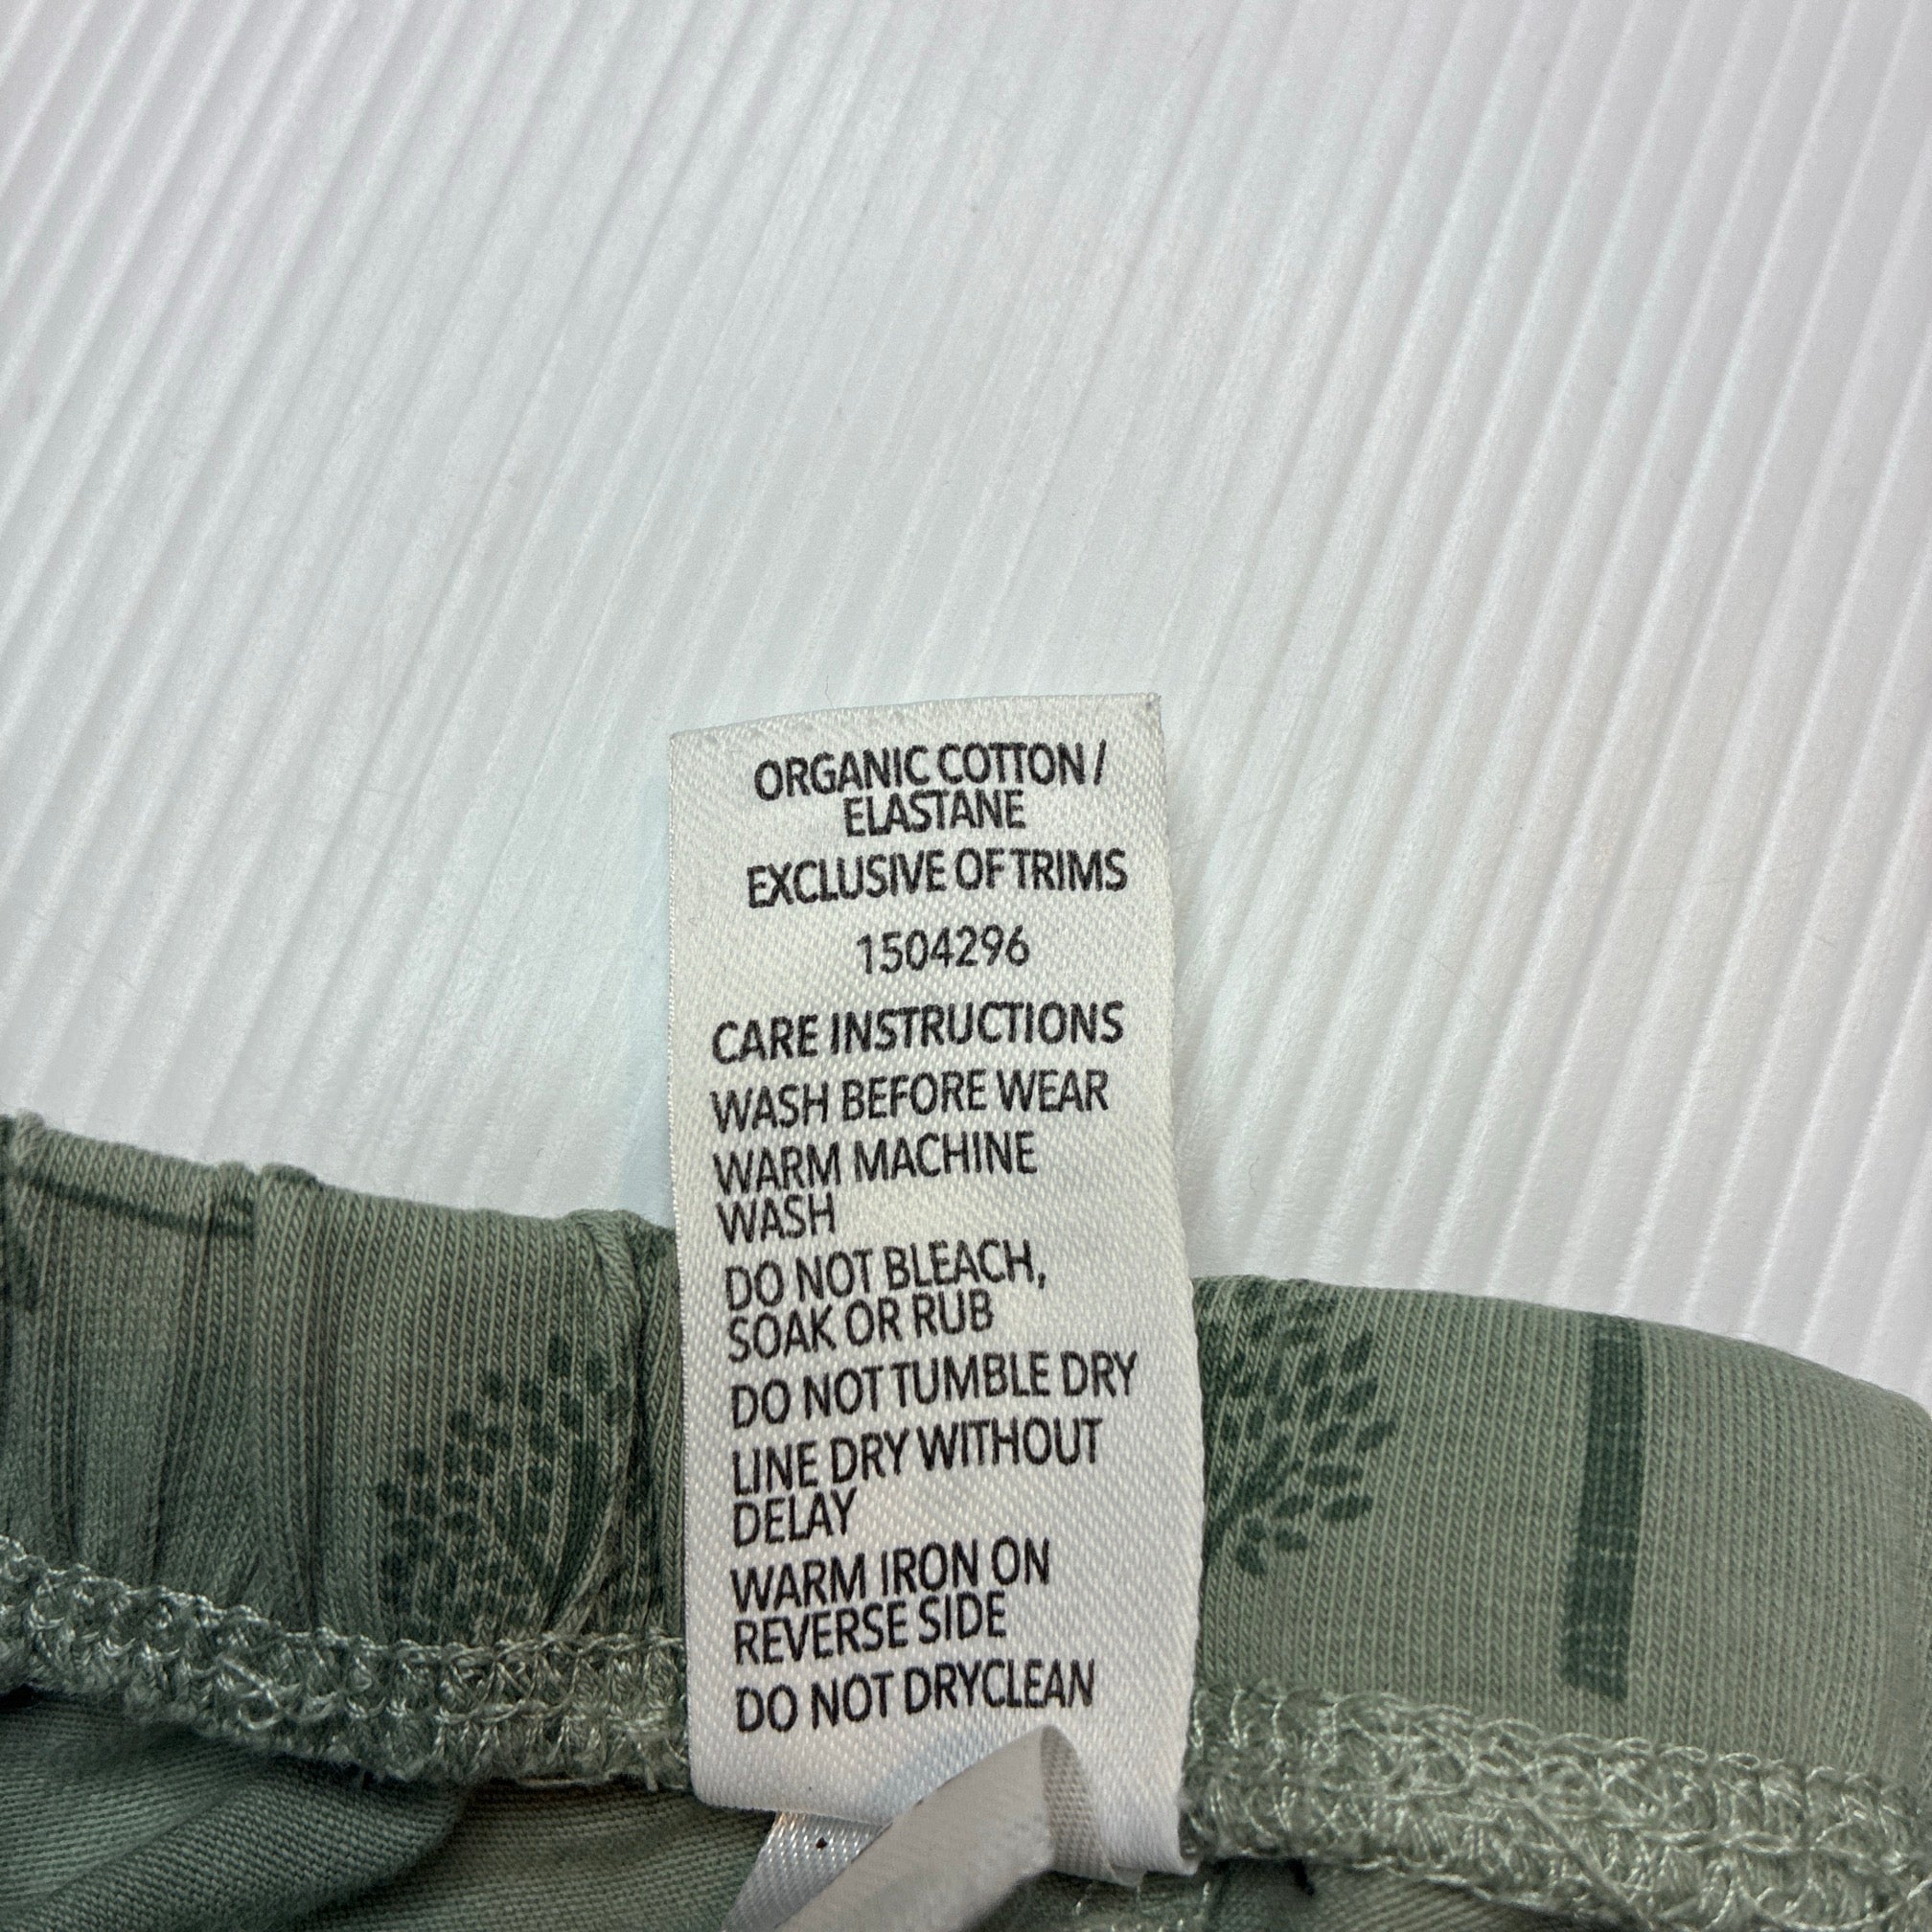 ORGANIC COTTON /
ELASTANE
EXCLUSIVE OF TRIMS
1504296
CARE INSTRUCTIONS
WASH BEFORE WEAR
WARM MACHINE
WASH
DO NOT BLEACH,
SOAK OR RUB
DO NOT TUMBLE DRY
LINE DRY WITHOUT
DELAY
WARM IRON ON
REVERSE SIDE
DO NOT DRYCLEAN